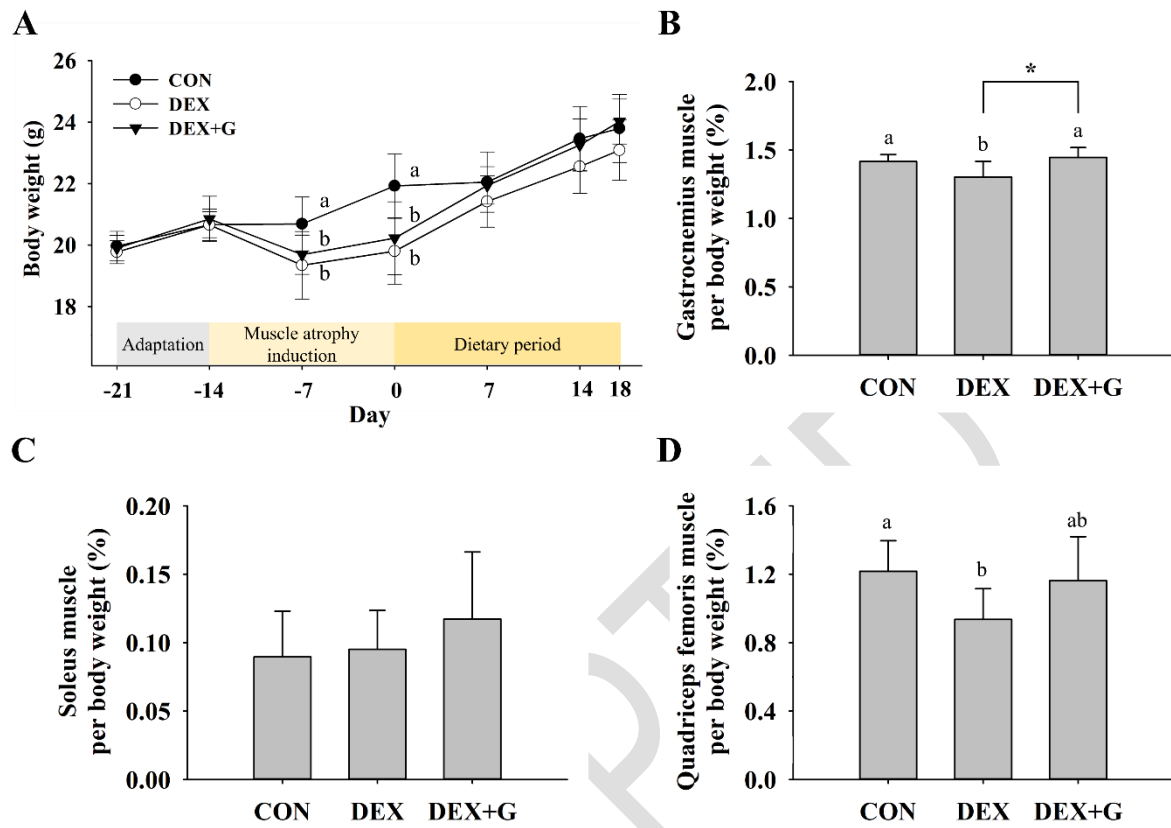 A
26
24
22
20
18
Body weight (g)
CON
DEX
DEX+G
a
a
b
b
b
b
Adaptation
Muscle atrophy
induction
Dietary period
-21
-14
-7
0
7
14
18
Day
B
2.0
1.5
1.0
0.5
0.0
Gastrocnemius muscle
per body weight (%)
*
a
b
a
CON
DEX
DEX+G
C
0.20
0.15
0.10
0.05
0.00
Soleus muscle
per body weight (%)
CON
DEX
DEX+G
D
1.6
1.2
0.8
0.4
0.0
Quadriceps femoris muscle
per body weight (%)
a
b
ab
CON
DEX
DEX+G